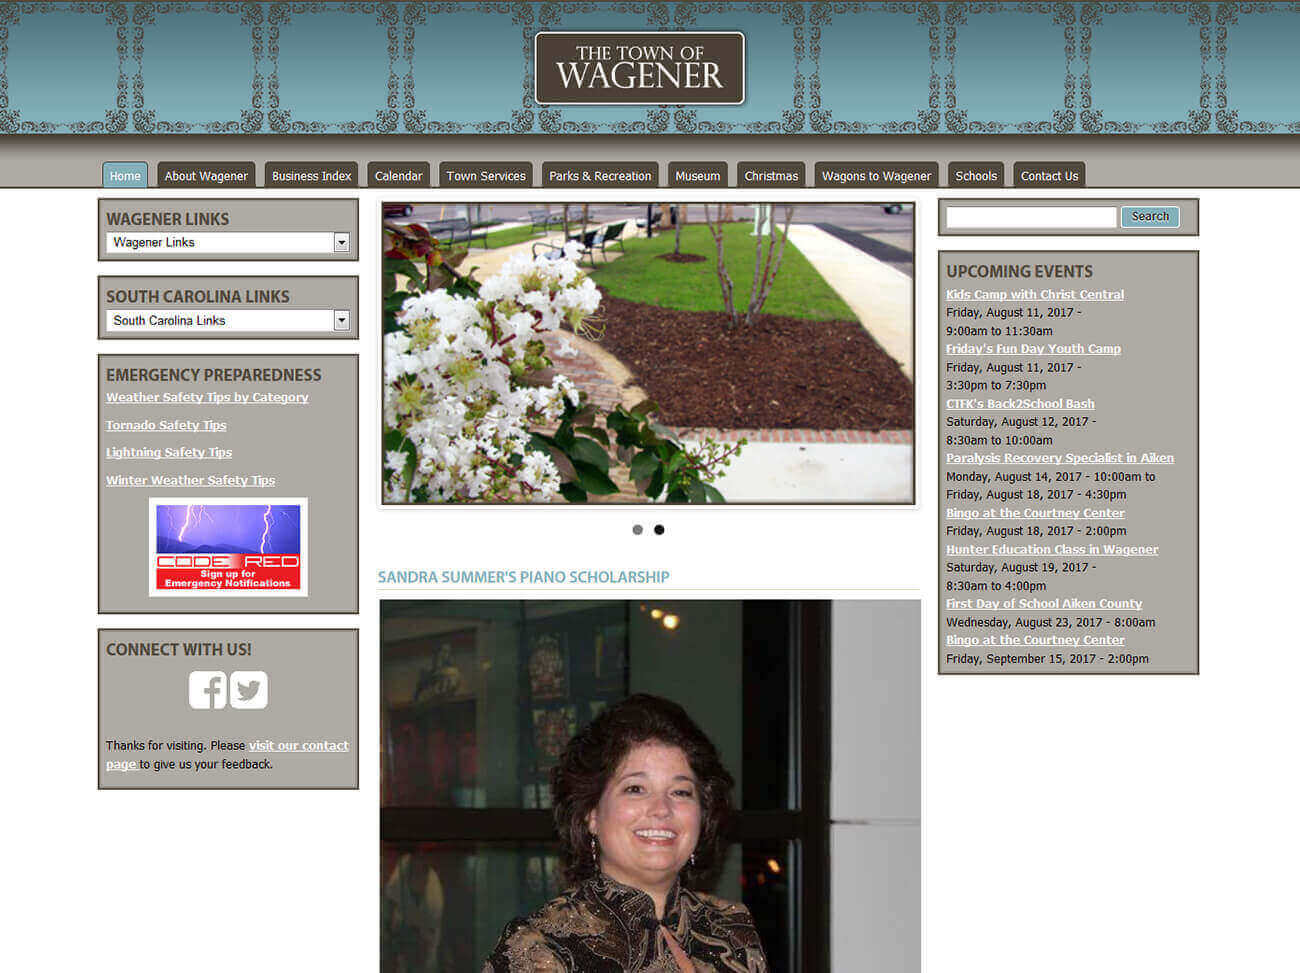 THE TOWN OF
WAGENER
Home
About Wagener
Business Index
Calendar
Town Services
Parks & Recreation
Museum
Christmas
Wagons to Wagener
Schools
Contact Us
WAGENER LINKS
Wagener Links
SOUTH CAROLINA LINKS
South Carolina Links
EMERGENCY PREPAREDNESS
Weather Safety Tips by Category
Tornado Safety Tips
Lightning Safety Tips
Winter Weather Safety Tips
CODE RED
Sign up for
Emergency Notifications
CONNECT WITH US!
Thanks for visiting. Please visit our contact
page to give us your feedback.
SANDRA SUMMER'S PIANO SCHOLARSHIP
Search
UPCOMING EVENTS
Kids Camp with Christ Central
Friday, August 11, 2017 -
9:00am to 11:30am
Friday's Fun Day Youth Camp
Friday, August 11, 2017 -
3:30pm to 7:30pm
CTFK's Back2School Bash
Saturday, August 12, 2017 -
8:30am to 10:00am
Paralysis Recovery Specialist in Aiken
Monday, August 14, 2017 - 10:00am to
Friday, August 18, 2017 - 4:30pm
Bingo at the Courtney Center
Friday, August 18, 2017 - 2:00pm
Hunter Education Class in Wagener
Saturday, August 19, 2017 -
8:30am to 4:00pm
First Day of School Aiken County
Wednesday, August 23, 2017 - 8:00am
Bingo at the Courtney Center
Friday, September 15, 2017 - 2:00pm